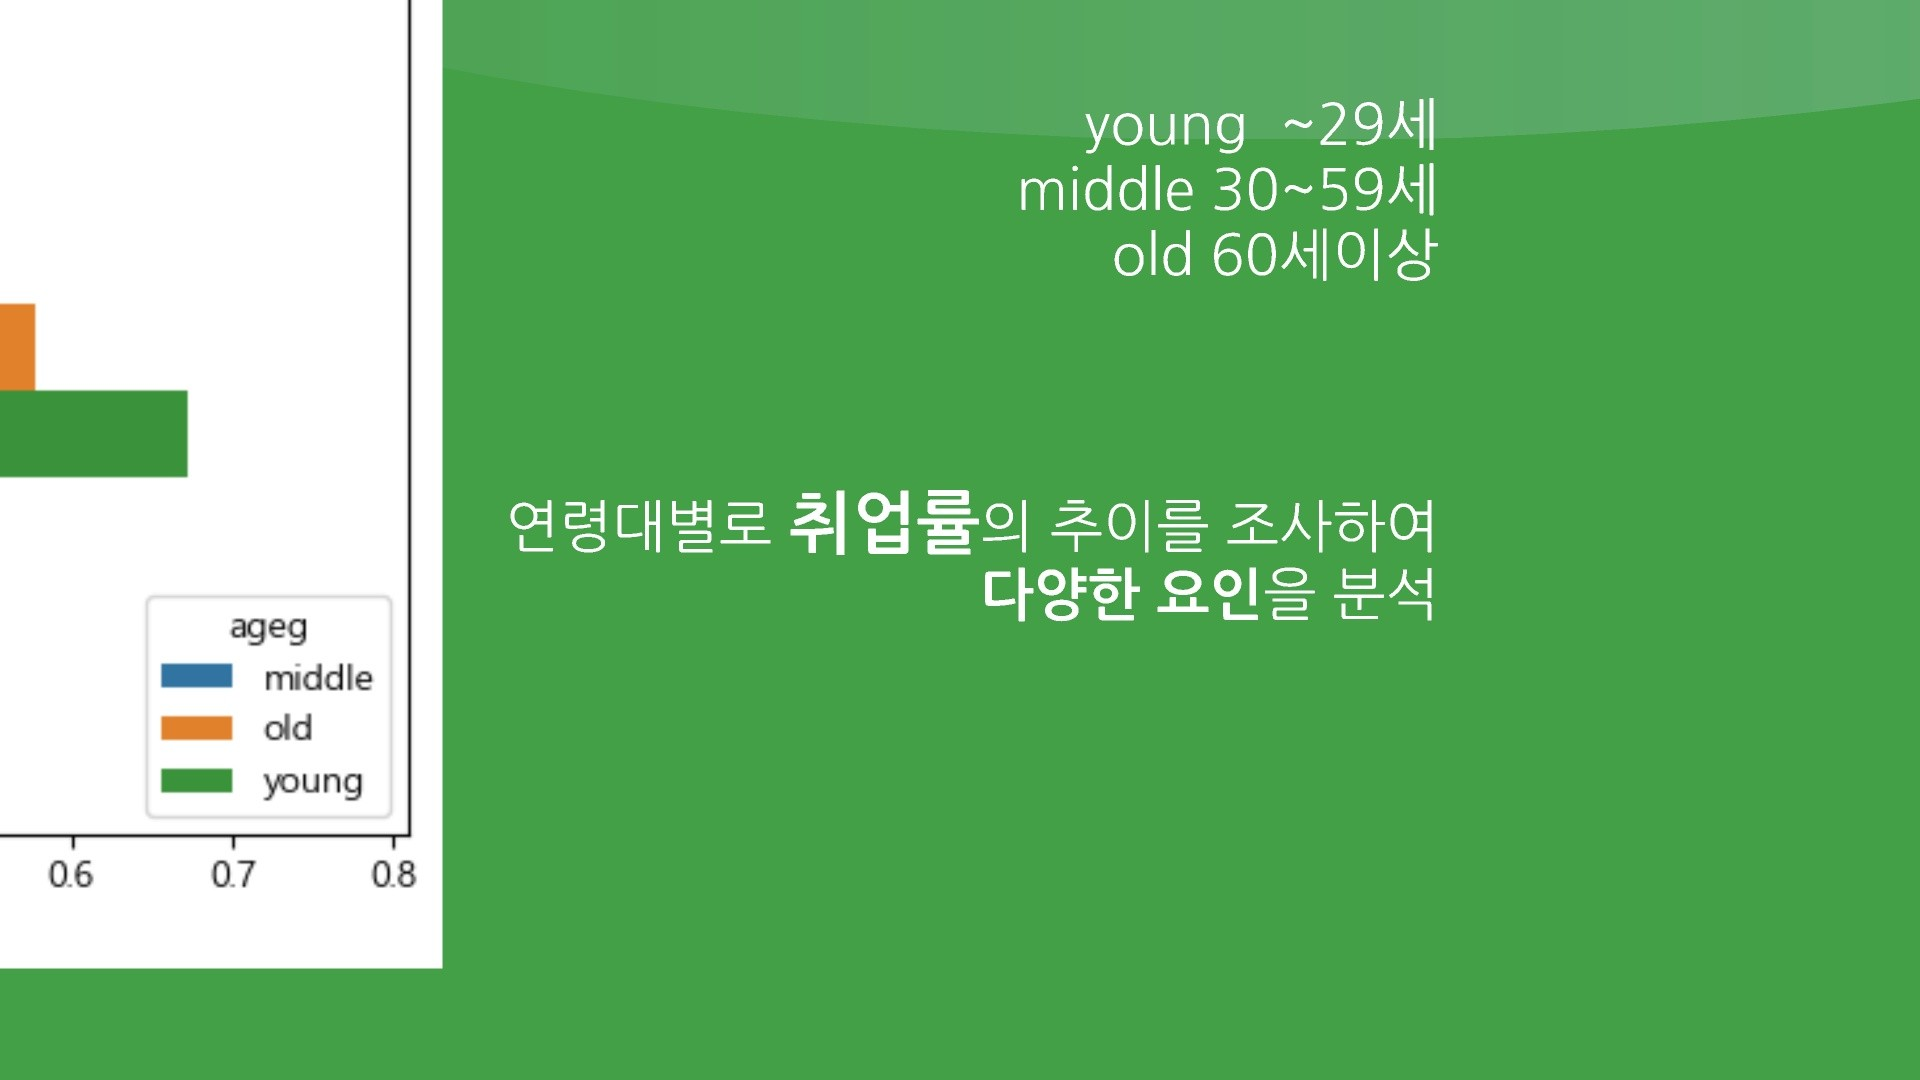 young  ~29세
middle 30~59세
old 60세이상
연령대별로 취업률의 추이를 조사하여
다양한 요인을 분석
ageg
middle
old
young
0.6 0.7 0.8